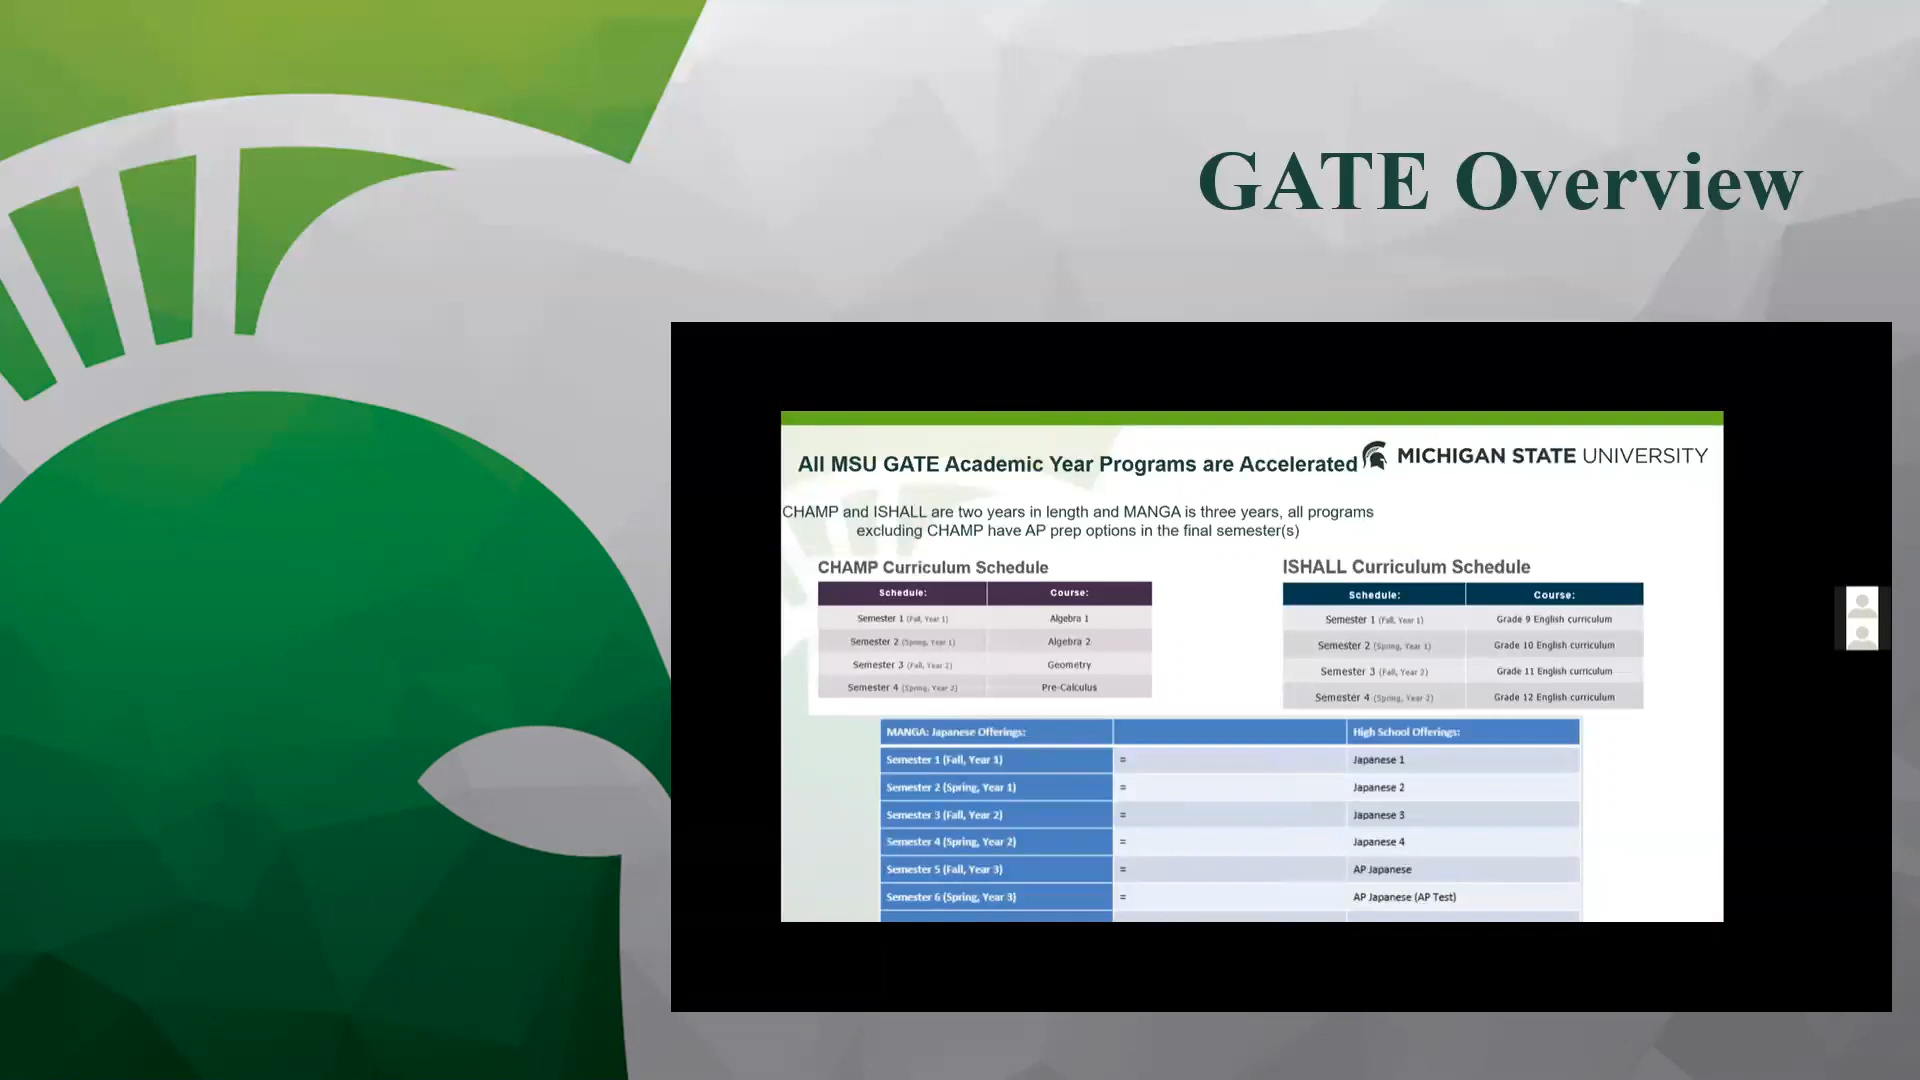 GATE Overview
All MSU GATE Academic Year Programs are Accelerated
MICHIGAN STATE UNIVERSITY
CHAMP and ISHALL are two years in length and MANGA is three years, all programs
excluding CHAMP have AP prep options in the final semester(s)
CHAMP Curriculum Schedule
Schedule: Course:
Semester 1 (Fall, Year 1) Algebra 1
Semester 2 (Spring, Year 1) Algebra 2
Semester 3 (Fall, Year 2) Geometry
Semester 4 (Spring, Year 2) Pre-Calculus
ISHALL Curriculum Schedule
Schedule: Course:
Semester 1 (Fall, Year 1) Grade 9 English curriculum
Semester 2 (Spring, Year 1) Grade 10 English curriculum
Semester 3 (Fall, Year 2) Grade 11 English curriculum
Semester 4 (Spring, Year 2) Grade 12 English curriculum
MANGA: Japanese Offerings: High School Offerings:
Semester 1 (Fall, Year 1) = Japanese 1
Semester 2 (Spring, Year 1) = Japanese 2
Semester 3 (Fall, Year 2) = Japanese 3
Semester 4 (Spring, Year 2) = Japanese 4
Semester 5 (Fall, Year 3) = AP Japanese
Semester 6 (Spring, Year 3) = AP Japanese (AP Test)